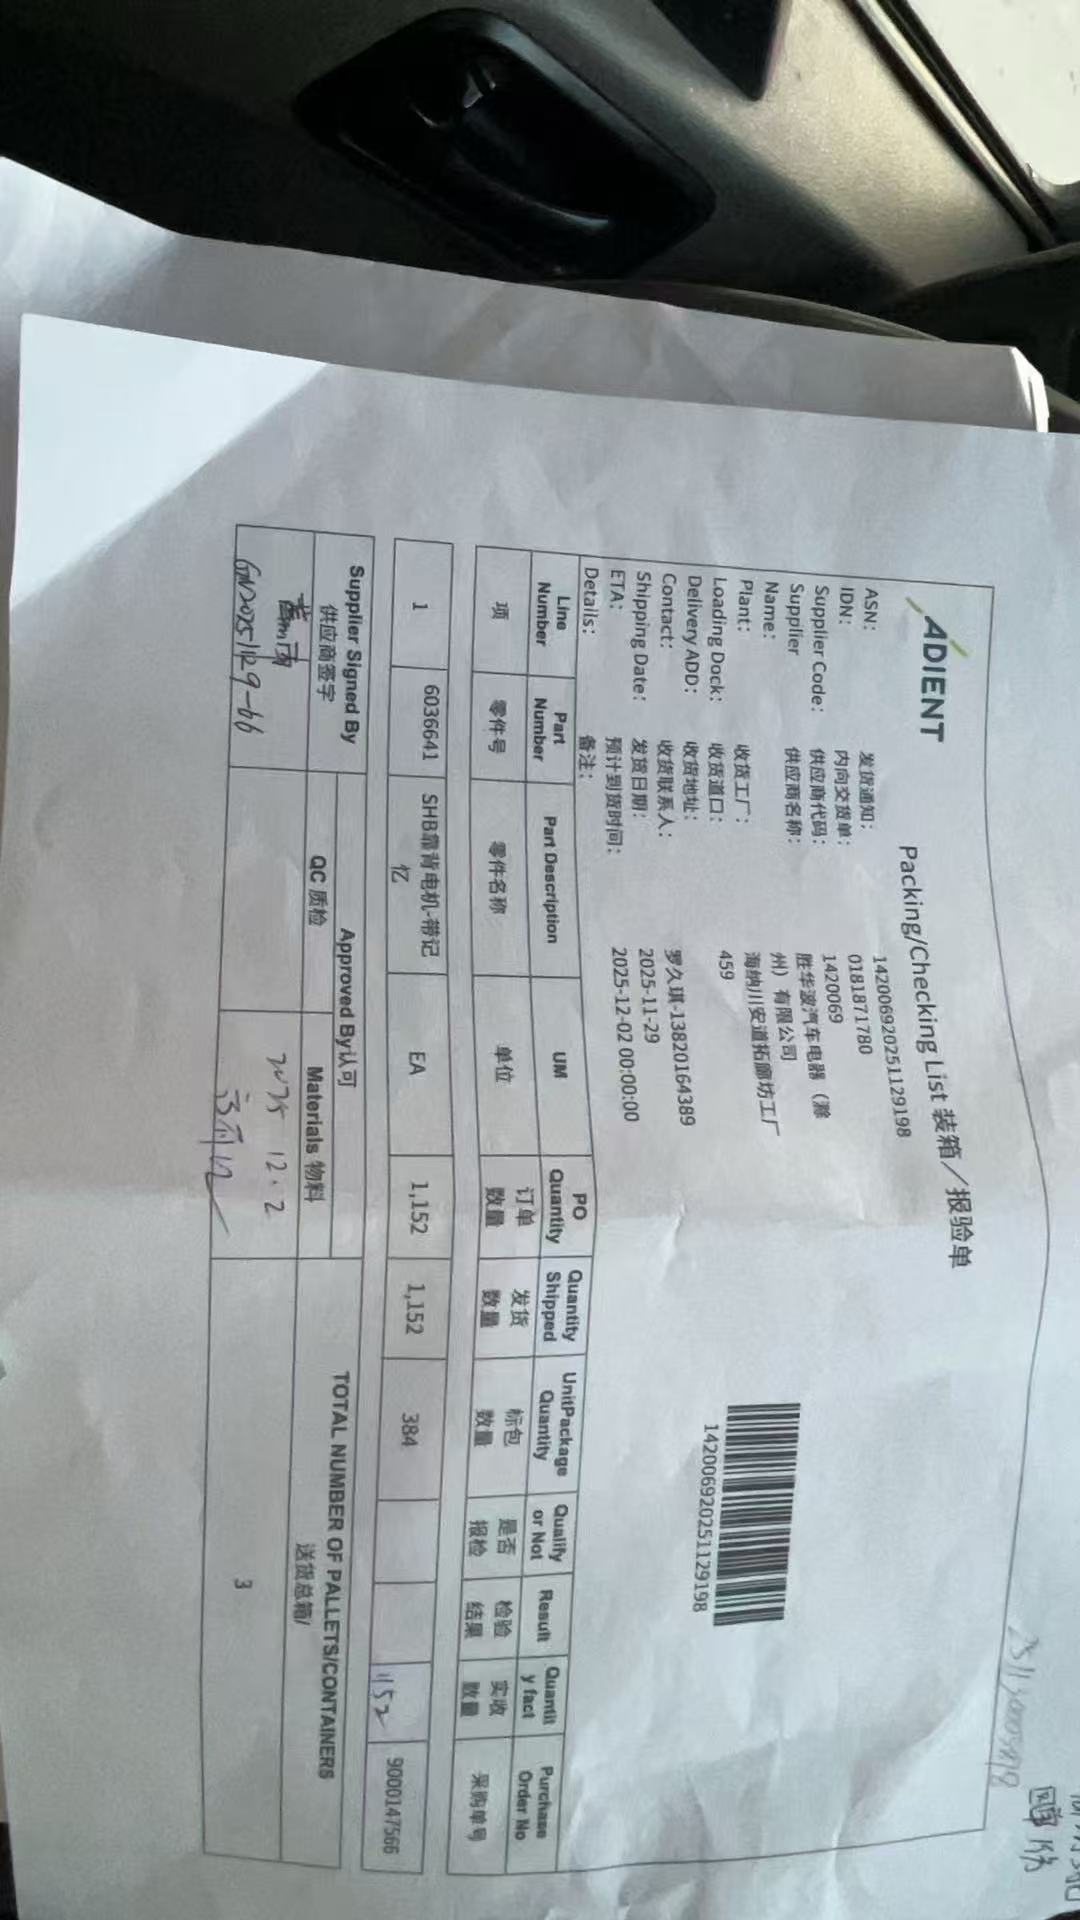 ADIENT
Packing/Checking List 装箱／报验单
ASN: 发货通知: 142006920251129198
IDN: 内向交货单: 0181871780
Supplier Code: 供应商代码: 1420069
Supplier Name: 供应商名称: 胜华波汽车电器（滁州）有限公司
Plant: 收货工厂: 海纳川安道拓廊坊工厂
Loading Dock: 收货道口: 459
Delivery ADD: 收货地址:
Contact: 收货联系人: 罗久琪-13820164389
Shipping Date: 发货日期: 2025-11-29
ETA: 预计到货时间: 2025-12-02 00:00:00
Details: 备注:
142006920251129198
Line Number Part Number Part Description UM PO Quantity Quantity Shipped UnitPackage Quantity Qualify or Not Result Quantity fact Purchase Order No
项 零件号 零件名称 单位 订单数量 发货数量 标包数量 是否报检 检验结果 实收数量 采购单号
1 6036641 SHB靠背电机-带记忆 EA 1,152 1,152 384 1152 9000147566
Supplier Signed By 供应商签字 Approved By认可 TOTAL NUMBER OF PALLETS/CONTAINERS 送货总箱/
QC 质检 Materials 物料
GN20251129-66
2025 12.2
3